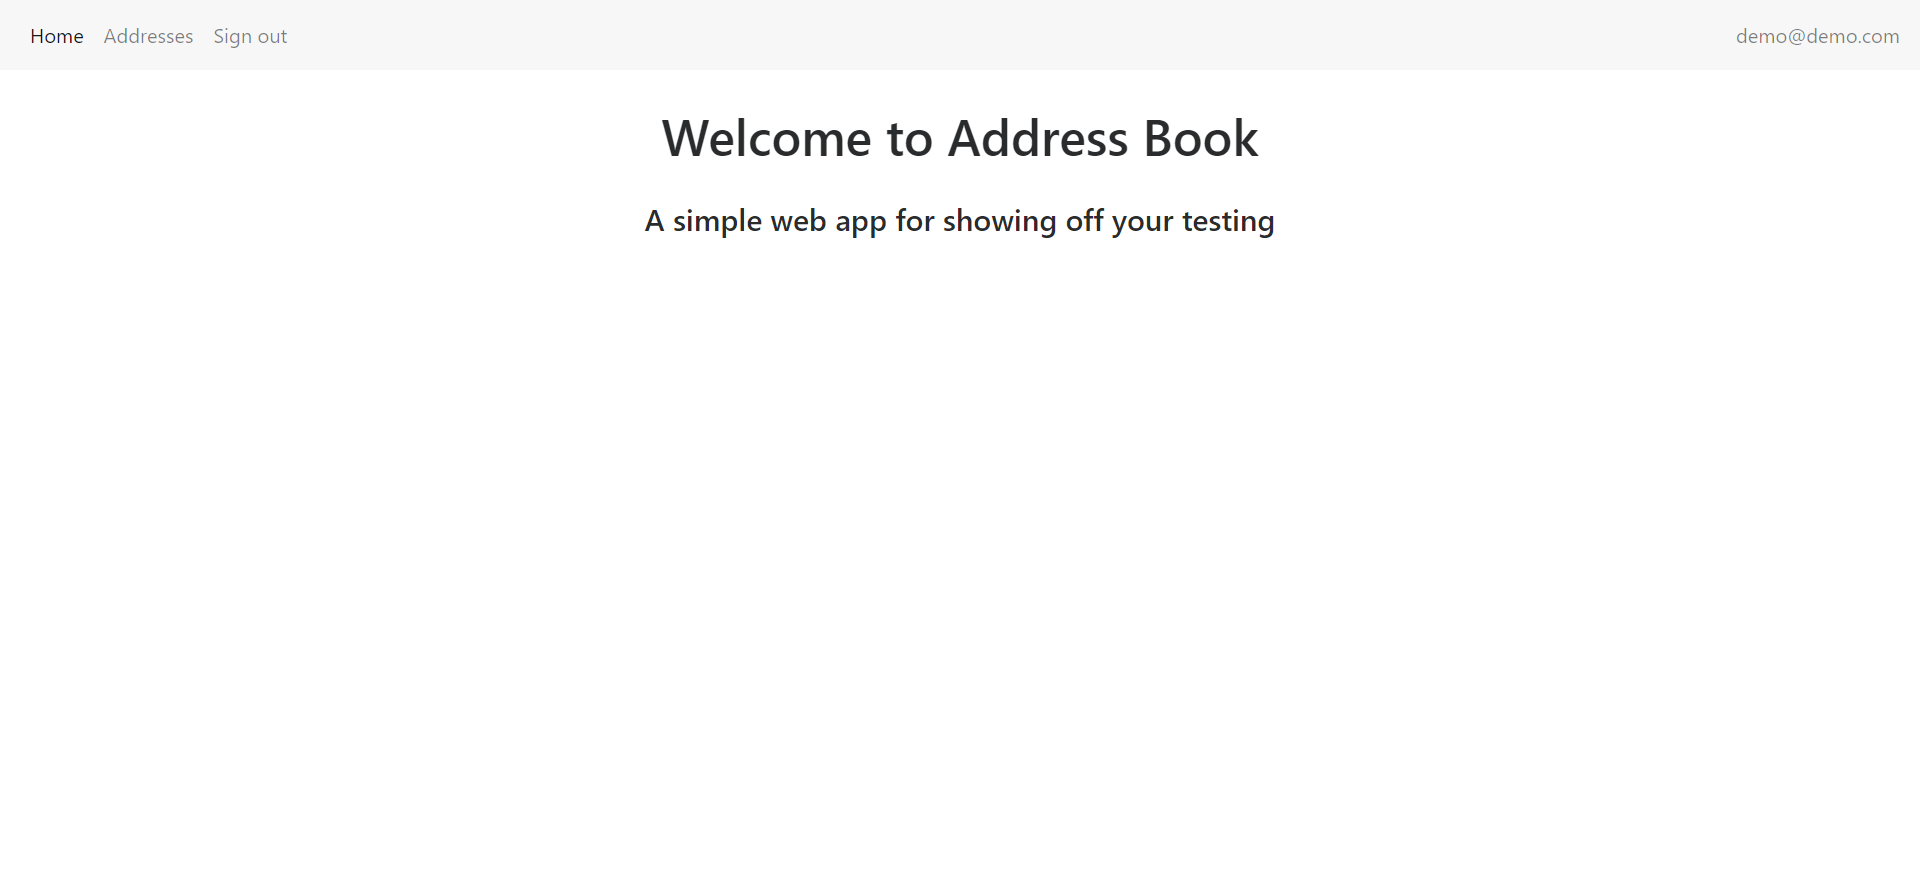 Home Addresses Sign out demo@demo.com
Welcome to Address Book
A simple web app for showing off your testing